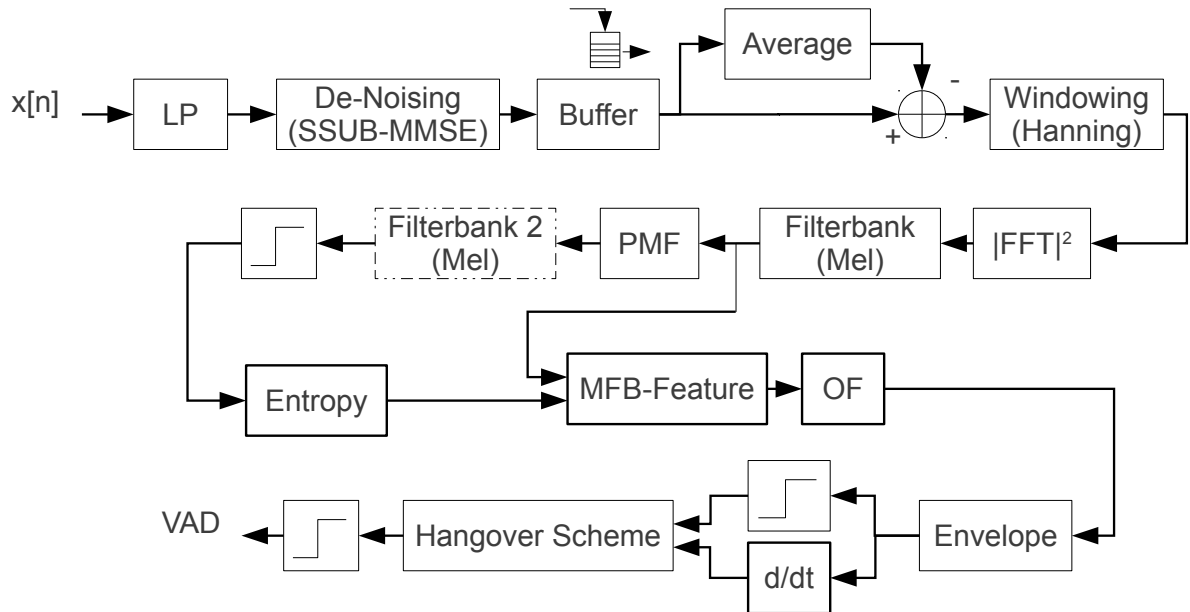 Average
x[n]
LP
De-Noising
(SSUB-MMSE)
Buffer
-
+
Windowing
(Hanning)
Filterbank 2
(Mel)
PMF
Filterbank
(Mel)
|FFT|²
Entropy
MFB-Feature
OF
VAD
Hangover Scheme
d/dt
Envelope